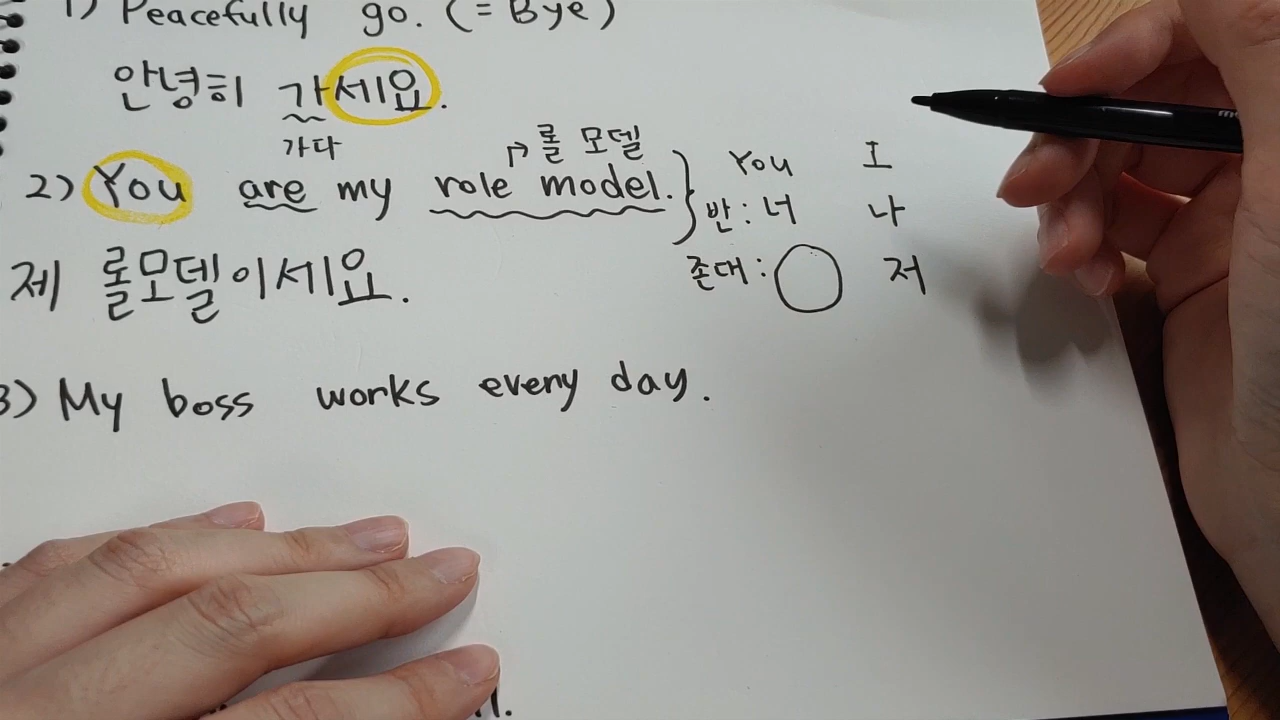 1) Peacefully go. (= Bye)
안녕히 가세요.
가다
→ 롤 모델
2) You are my role model.
You I
반: 너 나
존대: 저
제 롤모델이세요.
3) My boss works every day.